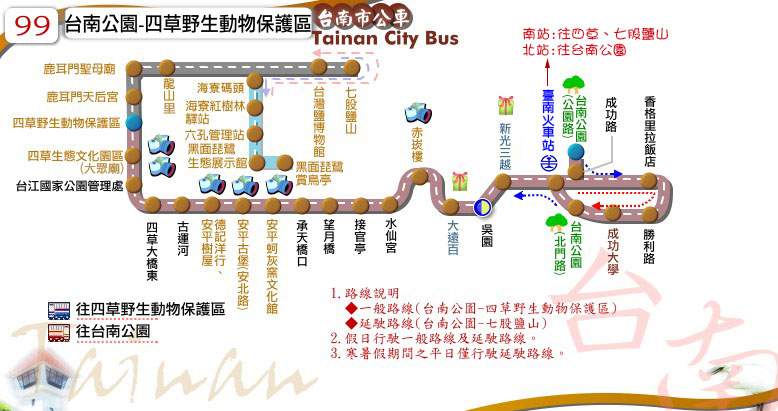 99
台南公園-四草野生動物保護區
台南市公車
Tainan City Bus
南站:往四草、七股鹽山
北站:往台南公園
鹿耳門聖母廟
鹿耳門天后宮
四草野生動物保護區
四草生態文化園區
(大眾廟)
台江國家公園管理處
龍山里
海寮碼頭
海寮紅樹林
驛站
六孔管理站
黑面琵鷺
生態展示館
黑面琵鷺
賞鳥亭
台灣鹽博物館
七股鹽山
四草大橋東
古運河
德記洋行、
安平樹屋
安平古堡(安北路)
安平蚵灰窯文化館
承天橋口
望月橋
接官亭
水仙宮
赤崁樓
大遠百
吳園
新光三越
臺南火車站
台南公園
(公園路)
成功路
香格里拉飯店
台南公園
(北門路)
成功大學
勝利路
往四草野生動物保護區
往台南公園
1.路線說明
◆一般路線(台南公園-四草野生動物保護區)
◆延駛路線(台南公園-七股鹽山)
2.假日行駛一般路線及延駛路線。
3.寒暑假期間之平日僅行駛延駛路線。
台南
Tainan